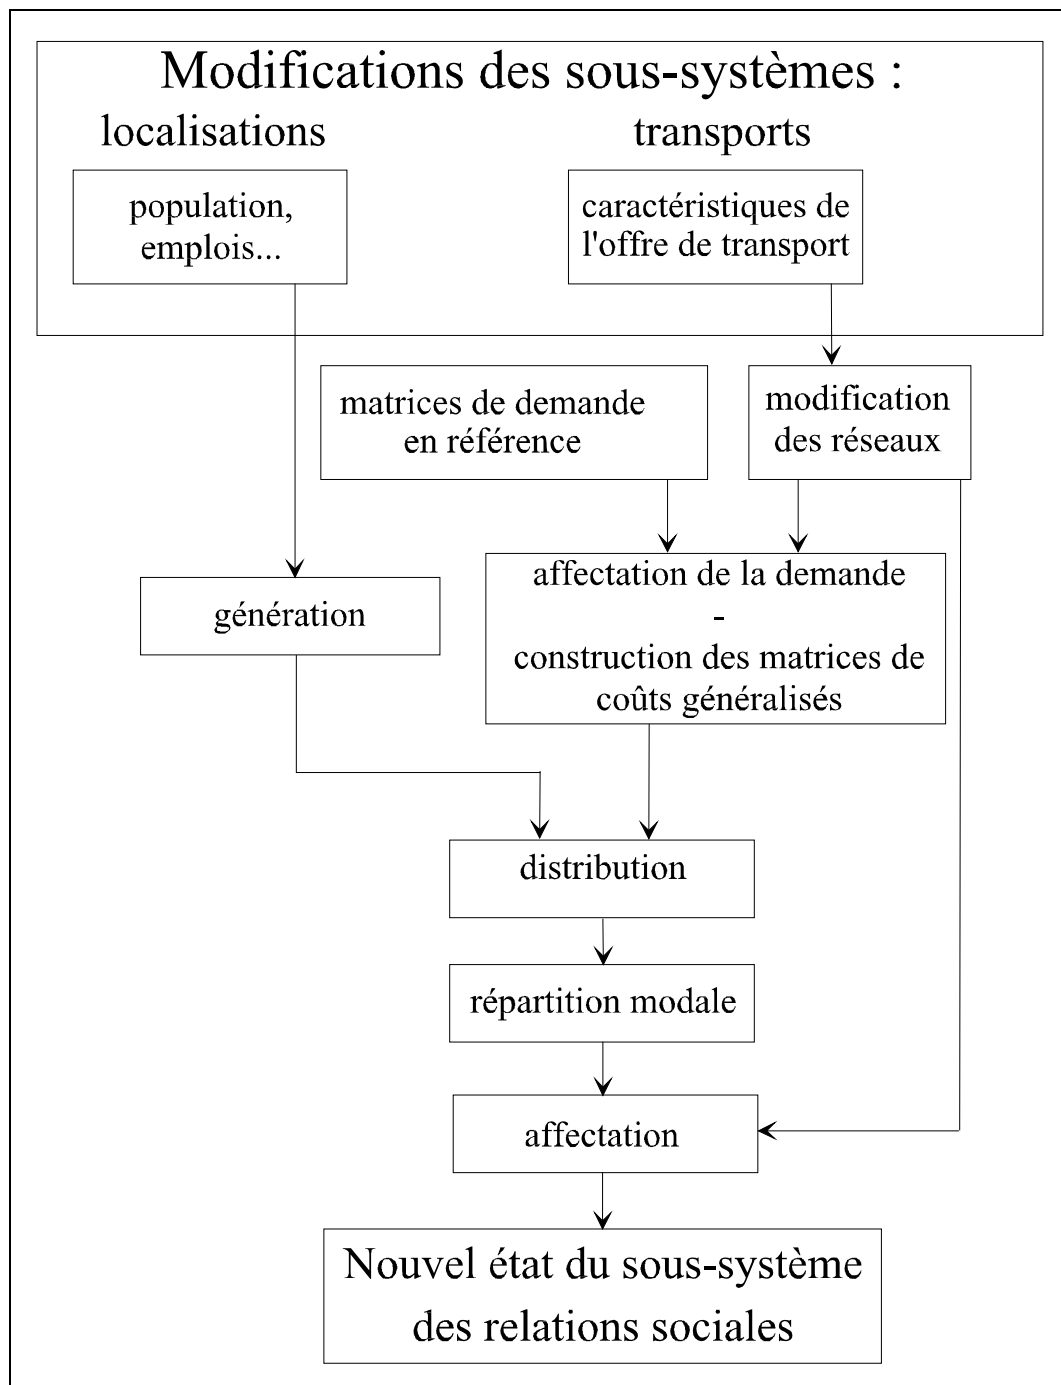 Modifications des sous-systèmes :
localisations
transports
population,
emplois...
caractéristiques de
l'offre de transport
matrices de demande
en référence
modification
des réseaux
affectation de la demande
-
construction des matrices de
coûts généralisés
génération
distribution
répartition modale
affectation
Nouvel état du sous-système
des relations sociales